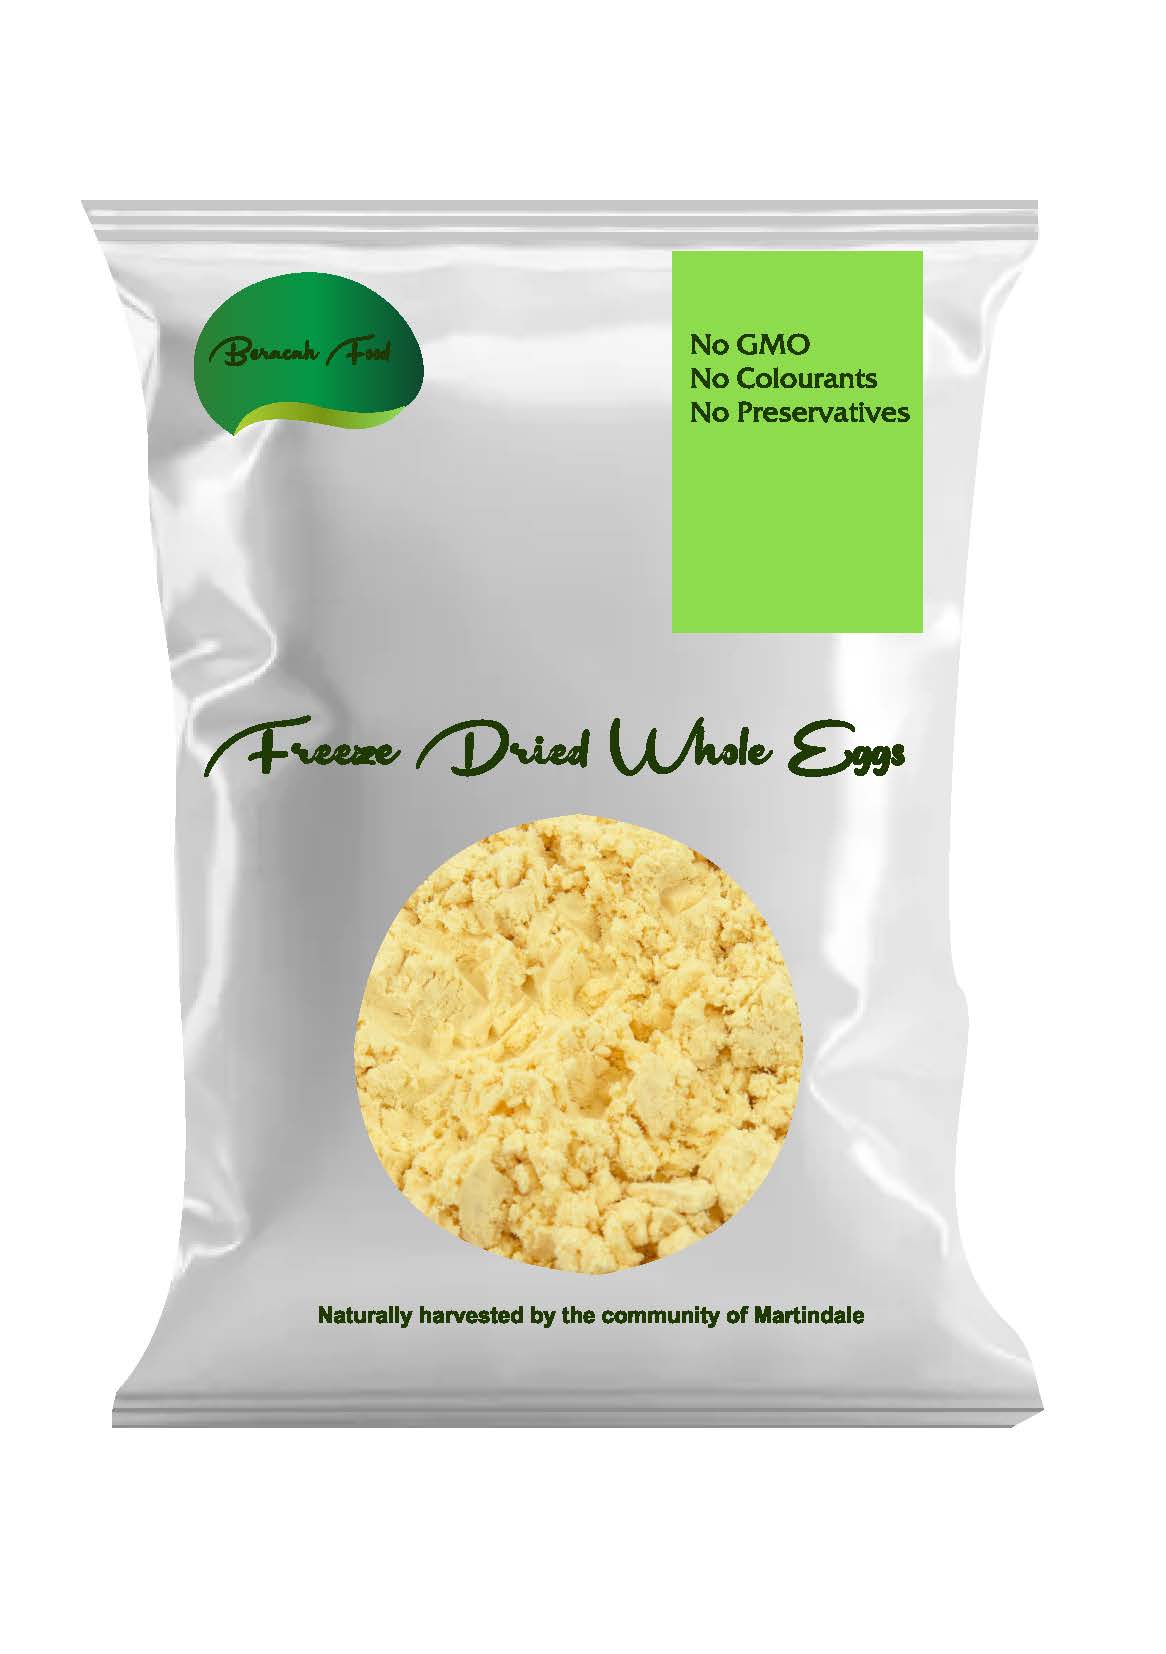 Beracah Food
No GMO
No Colourants
No Preservatives
Freeze Dried Whole Eggs
Naturally harvested by the community of Martindale